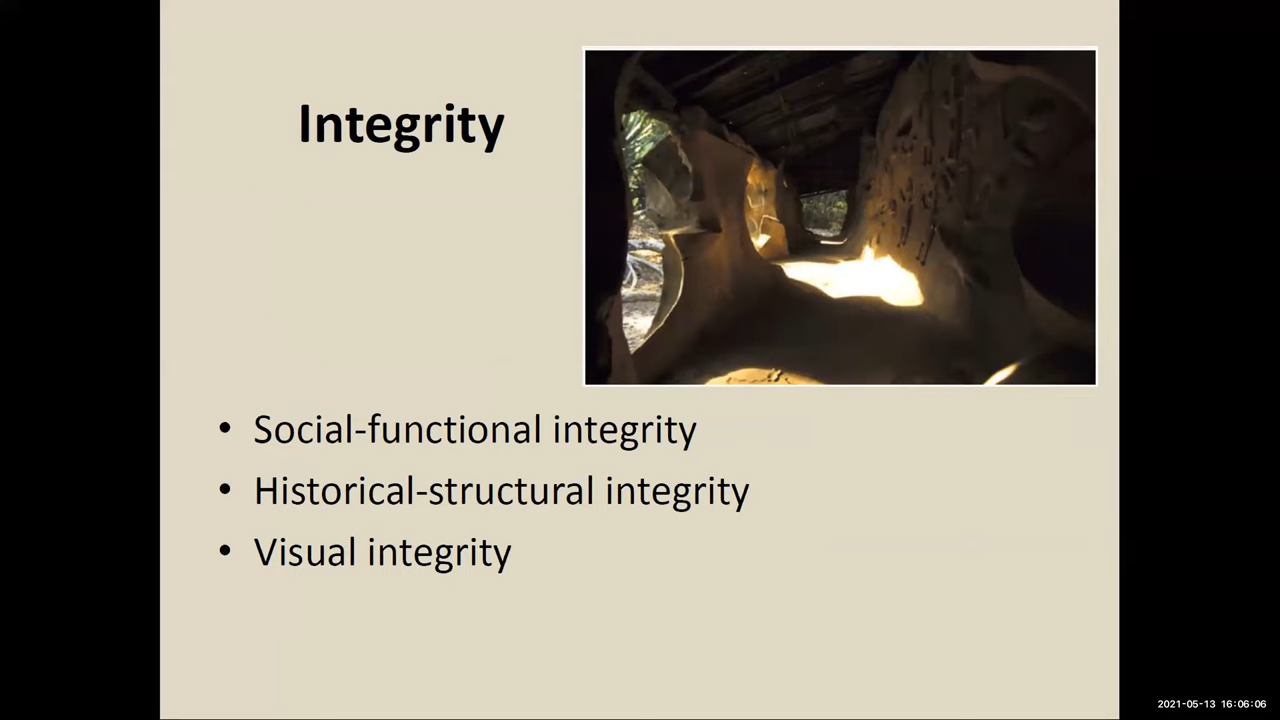 Integrity
• Social-functional integrity
• Historical-structural integrity
• Visual integrity
2021-05-13 16:06:06